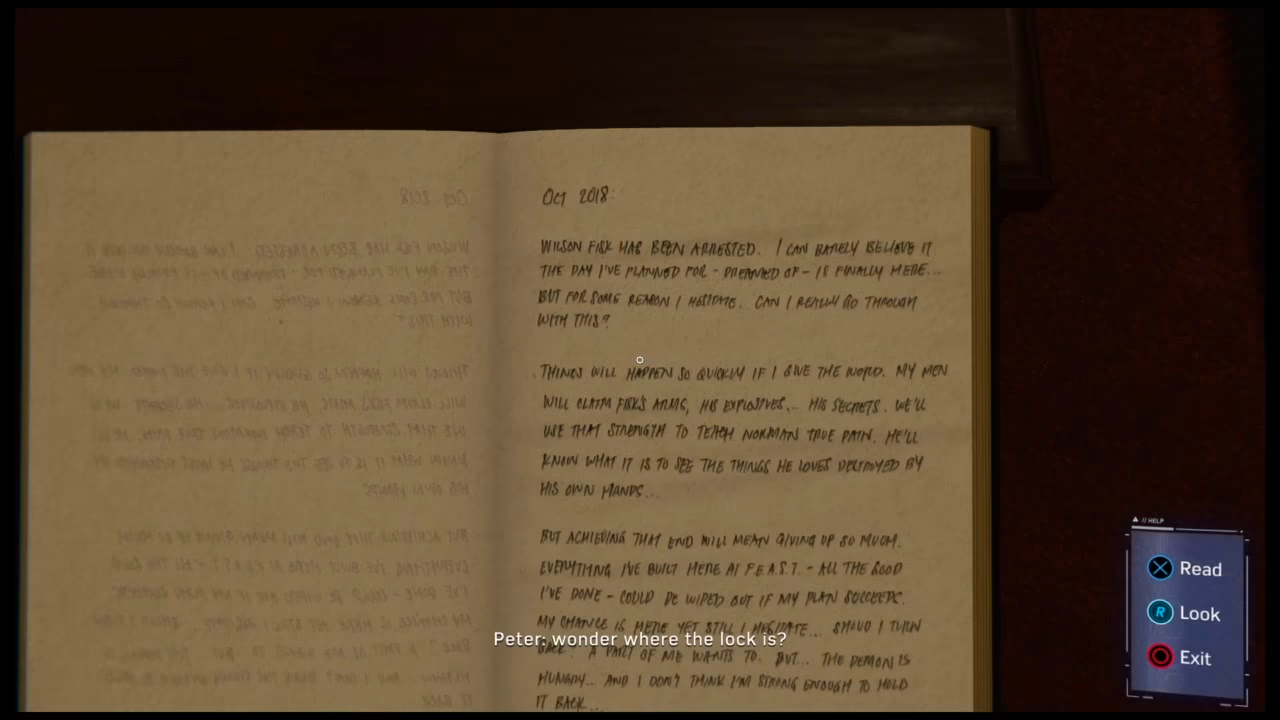 Oct 2018:
WILSON FISK HAS BEEN ARRESTED. I CAN BARELY BELIEVE IT
THE DAY I'VE PLANNED FOR - DREAMED OF - IS FINALLY HERE...
BUT FOR SOME REASON I HESITATE. CAN I REALLY GO THROUGH
WITH THIS?
THINGS WILL HAPPEN SO QUICKLY IF I GIVE THE WORD. MY MEN
WILL CLAIM FISK'S ARMS, HIS EXPLOSIVES... HIS SECRETS. WE'LL
USE THAT STRENGTH TO TEACH NORMAN TRUE PAIN. HE'LL
KNOW WHAT IT IS TO SEE THE THINGS HE LOVES DESTROYED BY
HIS OWN HANDS...
BUT ACHIEVING THAT END WILL MEAN GIVING UP SO MUCH.
EVERYTHING I'VE BUILT HERE AT F.E.A.S.T. - ALL THE GOOD
I'VE DONE - COULD BE WIPED OUT IF MY PLAN SUCCEEDS.
MY CHANCE IS HERE YET STILL I HESITATE... I TURN
Peter: wonder where the lock is?
BACK? A PART OF ME WANTS TO. BUT... THE DEMON IS
HUNGRY... AND I DON'T THINK I'M STRONG ENOUGH TO HOLD
IT BACK...
// HELP
Read
R Look
Exit